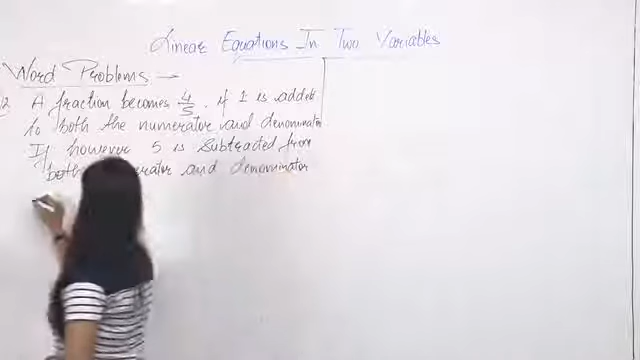 Linear Equations In Two Variables
Word Problems -
2 A fraction becomes 4/5. if 1 is added
to both the numerator and denominator
If however 5 is subtracted from
both and denominator